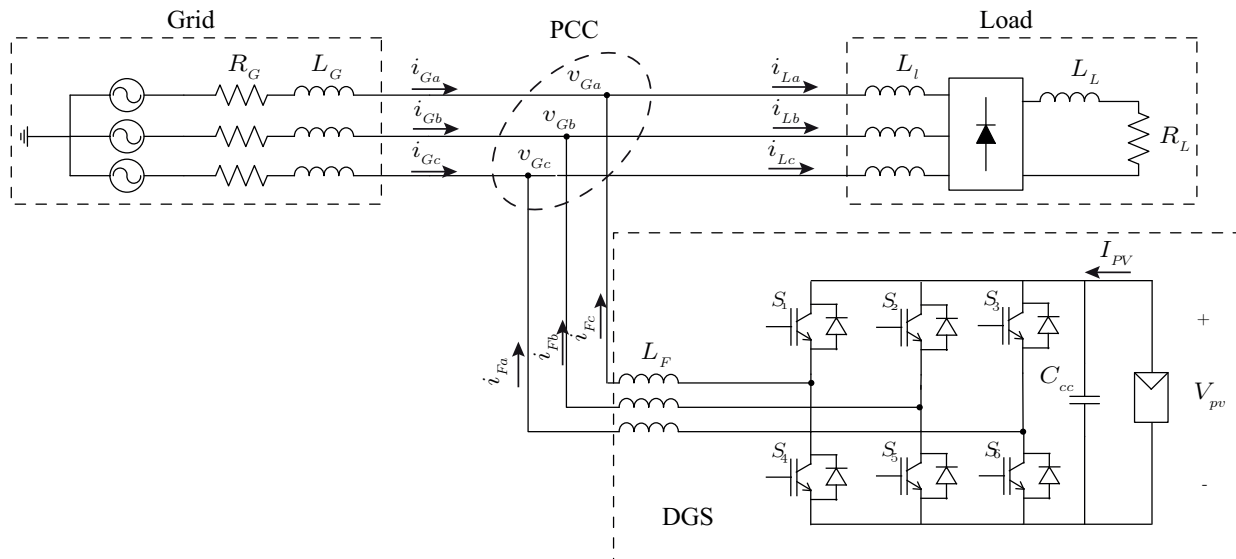 Grid
PCC
Load
R_G
L_G
i_Ga
v_Ga
i_La
L_l
L_L
i_Gb
v_Gb
i_Lb
R_L
i_Gc
v_Gc
i_Lc
I_PV
S_1
S_2
S_3
+
i_Fa
i_Fb
i_Fc
L_F
C_cc
V_pv
S_4
S_5
S_6
-
DGS